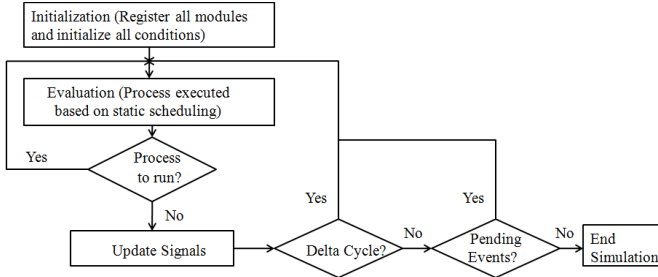 Initialization (Register all modules
and initialize all conditions)
Evaluation (Process executed
based on static scheduling)
Yes
Process
to run?
No
Update Signals
Yes
Delta Cycle?
No
Yes
Pending
Events?
No
End
Simulation